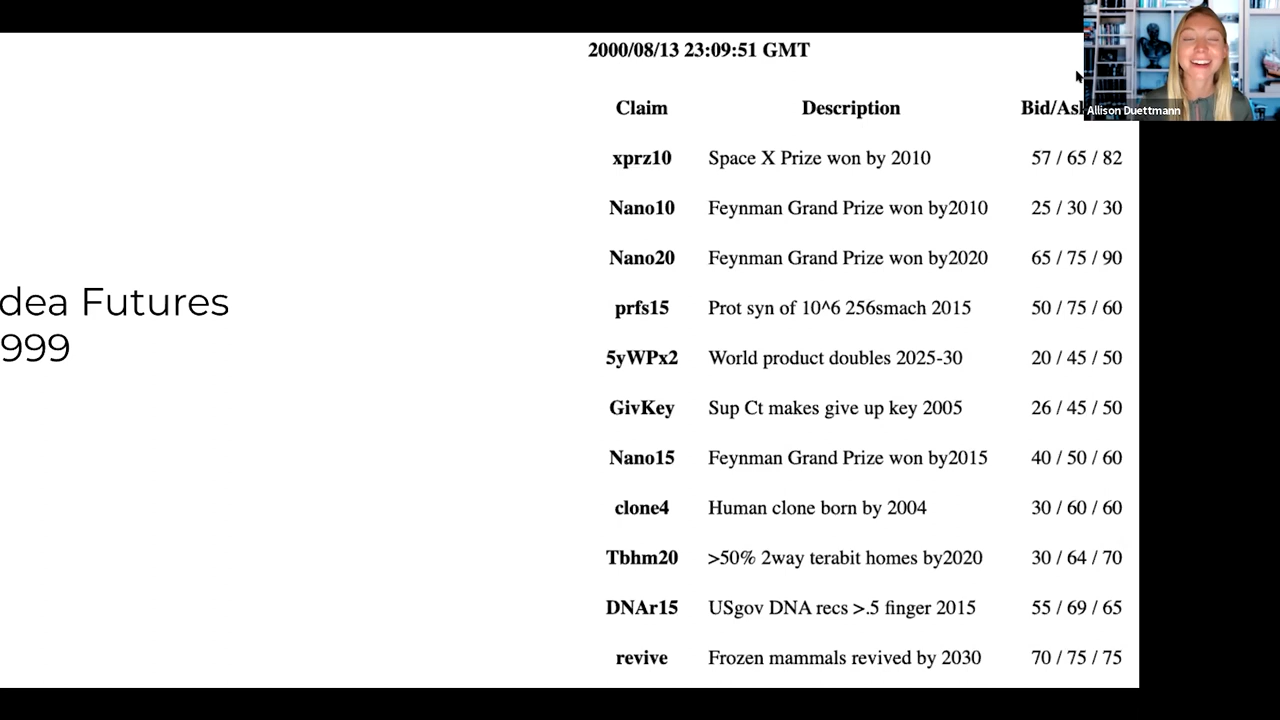 2000/08/13 23:09:51 GMT
Allison Duettmann
Claim Description Bid/As
xprz10 Space X Prize won by 2010 57 / 65 / 82
Nano10 Feynman Grand Prize won by2010 25 / 30 / 30
Nano20 Feynman Grand Prize won by2020 65 / 75 / 90
dea Futures
prfs15 Prot syn of 10^6 256smach 2015 50 / 75 / 60
999
5yWPx2 World product doubles 2025-30 20 / 45 / 50
GivKey Sup Ct makes give up key 2005 26 / 45 / 50
Nano15 Feynman Grand Prize won by2015 40 / 50 / 60
clone4 Human clone born by 2004 30 / 60 / 60
Tbhm20 >50% 2way terabit homes by2020 30 / 64 / 70
DNAr15 USgov DNA recs >.5 finger 2015 55 / 69 / 65
revive Frozen mammals revived by 2030 70 / 75 / 75